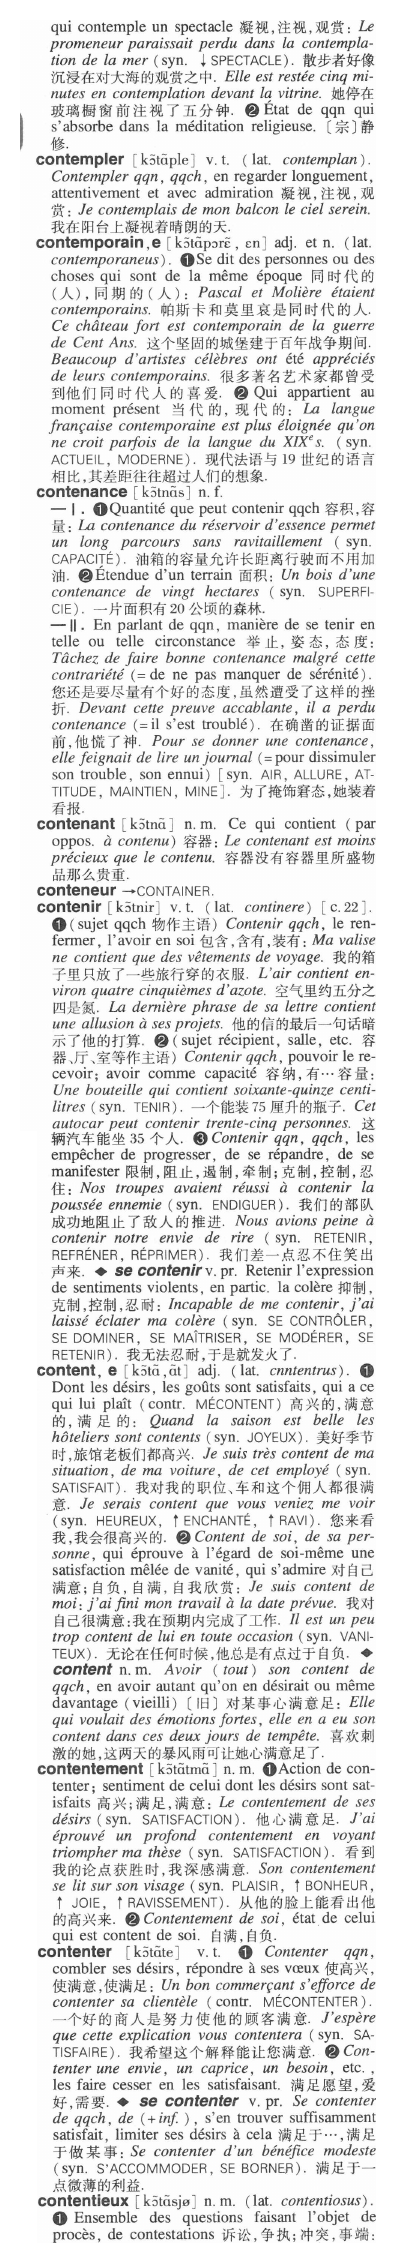 qui contemple un spectacle 凝视,注视,观赏: Le
promeneur paraissait perdu dans la contempla-
tion de la mer (syn. ↓ SPECTACLE). 散步者好像
沉浸在对大海的观赏之中. Elle est restée cinq mi-
nutes en contemplation devant la vitrine. 她停在
玻璃橱窗前注视了五分钟. ❷ État de qqn qui
s'absorbe dans la méditation religieuse. 〔宗〕静
修.
contempler [kɔ̃tɑ̃ple] v. t. (lat. contemplan).
Contempler qqn, qqch, en regarder longuement,
attentivement et avec admiration 凝视,注视,观
赏: Je contemplais de mon balcon le ciel serein.
我在阳台上凝视着晴朗的天.
contemporain,e [kɔ̃tɑ̃pɔrɛ̃, ɛn] adj. et n. (lat.
contemporaneus). ❶Se dit des personnes ou des
choses qui sont de la même époque 同时代的
(人),同期的(人): Pascal et Molière étaient
contemporains. 帕斯卡和莫里哀是同时代的人.
Ce château fort est contemporain de la guerre
de Cent Ans. 这个坚固的城堡建于百年战争期间.
Beaucoup d'artistes célèbres ont été appréciés
de leurs contemporains. 很多著名艺术家都曾受
到他们同时代人的喜爱. ❷ Qui appartient au
moment présent 当代的,现代的: La langue
française contemporaine est plus éloignée qu'on
ne croit parfois de la langue du XIXᵉs. (syn.
ACTUEIL, MODERNE). 现代法语与 19 世纪的语言
相比,其差距往往超过人们的想象.
contenance [kɔ̃tnɑ̃s] n. f.
— Ⅰ. ❶Quantité que peut contenir qqch 容积,容
量: La contenance du réservoir d'essence permet
un long parcours sans ravitaillement (syn.
CAPACITÉ). 油箱的容量允许长距离行驶而不用加
油. ❷Étendue d'un terrain 面积: Un bois d'une
contenance de vingt hectares (syn. SUPERFI-
CIE). 一片面积有 20 公顷的森林.
— Ⅱ. En parlant de qqn, manière de se tenir en
telle ou telle circonstance 举止,姿态,态度:
Tâchez de faire bonne contenance malgré cette
contrariété (= de ne pas manquer de sérénité).
您还是要尽量有个好的态度,虽然遭受了这样的挫
折. Devant cette preuve accablante, il a perdu
contenance (=il s'est troublé). 在确凿的证据面
前,他慌了神. Pour se donner une contenance,
elle feignait de lire un journal (=pour dissimuler
son trouble, son ennui) [syn. AIR, ALLURE, AT-
TITUDE, MAINTIEN, MINE]. 为了掩饰窘态,她装着
看报.
contenant [kɔ̃tnɑ̃] n. m. Ce qui contient (par
oppos. à contenu) 容器: Le contenant est moins
précieux que le contenu. 容器没有容器里所盛物
品那么贵重.
conteneur →CONTAINER.
contenir [kɔ̃tnir] v. t. (lat. continere) [c. 22].
❶(sujet qqch 物作主语) Contenir qqch, le ren-
fermer, l'avoir en soi 包含,含有,装有: Ma valise
ne contient que des vêtements de voyage. 我的箱
子里只放了一些旅行穿的衣服. L'air contient en-
viron quatre cinquièmes d'azote. 空气里约五分之
四是氮. La dernière phrase de sa lettre contient
une allusion à ses projets. 他的信的最后一句话暗
示了他的打算. ❷(sujet récipient, salle, etc. 容
器、厅、室等作主语) Contenir qqch, pouvoir le re-
cevoir; avoir comme capacité 容纳,有…容量:
Une bouteille qui contient soixante-quinze centi-
litres (syn. TENIR). 一个能装 75 厘升的瓶子. Cet
autocar peut contenir trente-cinq personnes. 这
辆汽车能坐 35 个人. ❸ Contenir qqn, qqch, les
empêcher de progresser, de se répandre, de se
manifester 限制,阻止,遏制,牵制;克制,控制,忍
住: Nos troupes avaient réussi à contenir la
poussée ennemie (syn. ENDIGUER). 我们的部队
成功地阻止了敌人的推进. Nous avions peine à
contenir notre envie de rire (syn. RETENIR,
REFRÉNER, RÉPRIMER). 我们差一点忍不住笑出
声来. ◆ se contenir v. pr. Retenir l'expression
de sentiments violents, en partic. la colère 抑制,
克制,控制,忍耐: Incapable de me contenir, j'ai
laissé éclater ma colère (syn. SE CONTRÔLER,
SE DOMINER, SE MAÎTRISER, SE MODÉRER, SE
RETENIR). 我无法忍耐,于是就发火了.
content, e [kɔ̃tɑ̃,ɑ̃t] adj. (lat. cnntentrus). ❶
Dont les désirs, les goûts sont satisfaits, qui a ce
qui lui plaît (contr. MÉCONTENT) 高兴的,满意
的,满足的: Quand la saison est belle les
hôteliers sont contents (syn. JOYEUX). 美好季节
时,旅馆老板们都高兴. Je suis très content de ma
situation, de ma voiture, de cet employé (syn.
SATISFAIT). 我对我的职位、车和这个佣人都很满
意. Je serais content que vous veniez me voir
(syn. HEUREUX, ↑ ENCHANTÉ, ↑ RAVI). 您来看
我,我会很高兴的. ❷ Content de soi, de sa per-
sonne, qui éprouve à l'égard de soi-même une
satisfaction mêlée de vanité, qui s'admire 对自己
满意;自负,自满,自我欣赏: Je suis content de
moi: j'ai fini mon travail à la date prévue. 我对
自己很满意:我在预期内完成了工作. Il est un peu
trop content de lui en toute occasion (syn. VANI-
TEUX). 无论在任何时候,他总是有点过于自负. ◆
content n. m. Avoir (tout) son content de
qqch, en avoir autant qu'on en désirait ou même
davantage (vieilli) 〔旧〕对某事心满意足: Elle
qui voulait des émotions fortes, elle en a eu son
content dans ces deux jours de tempête. 喜欢刺
激的她,这两天的暴风雨可让她心满意足了.
contentement [kɔ̃tɑ̃tmɑ̃] n. m. ❶Action de con-
tenter; sentiment de celui dont les désirs sont sat-
isfaits 高兴;满足,满意: Le contentement de ses
désirs (syn. SATISFACTION). 他心满意足. J'ai
éprouvé un profond contentement en voyant
triompher ma thèse (syn. SATISFACTION). 看到
我的论点获胜时,我深感满意. Son contentement
se lit sur son visage (syn. PLAISIR, ↑ BONHEUR,
↑ JOIE, ↑ RAVISSEMENT). 从他的脸上能看出他
的高兴来. ❷ Contentement de soi, état de celui
qui est content de soi. 自满,自负.
contenter [kɔ̃tɑ̃te] v. t. ❶ Contenter qqn,
combler ses désirs, répondre à ses vœux 使高兴,
使满意,使满足: Un bon commerçant s'efforce de
contenter sa clientèle (contr. MÉCONTENTER).
一个好的商人是努力使他的顾客满意. J'espère
que cette explication vous contentera (syn. SA-
TISFAIRE). 我希望这个解释能让您满意. ❷ Con-
tenter une envie, un caprice, un besoin, etc.,
les faire cesser en les satisfaisant. 满足愿望,爱
好,需要. ◆ se contenter v. pr. Se contenter
de qqch, de (+inf.), s'en trouver suffisamment
satisfait, limiter ses désirs à cela 满足于…,满足
于做某事: Se contenter d'un bénéfice modeste
(syn. S'ACCOMMODER, SE BORNER). 满足于一
点微薄的利益.
contentieux [kɔ̃tɑ̃sjø] n. m. (lat. contentiosus).
❶ Ensemble des questions faisant l'objet de
procès, de contestations 诉讼,争执;冲突,事端: